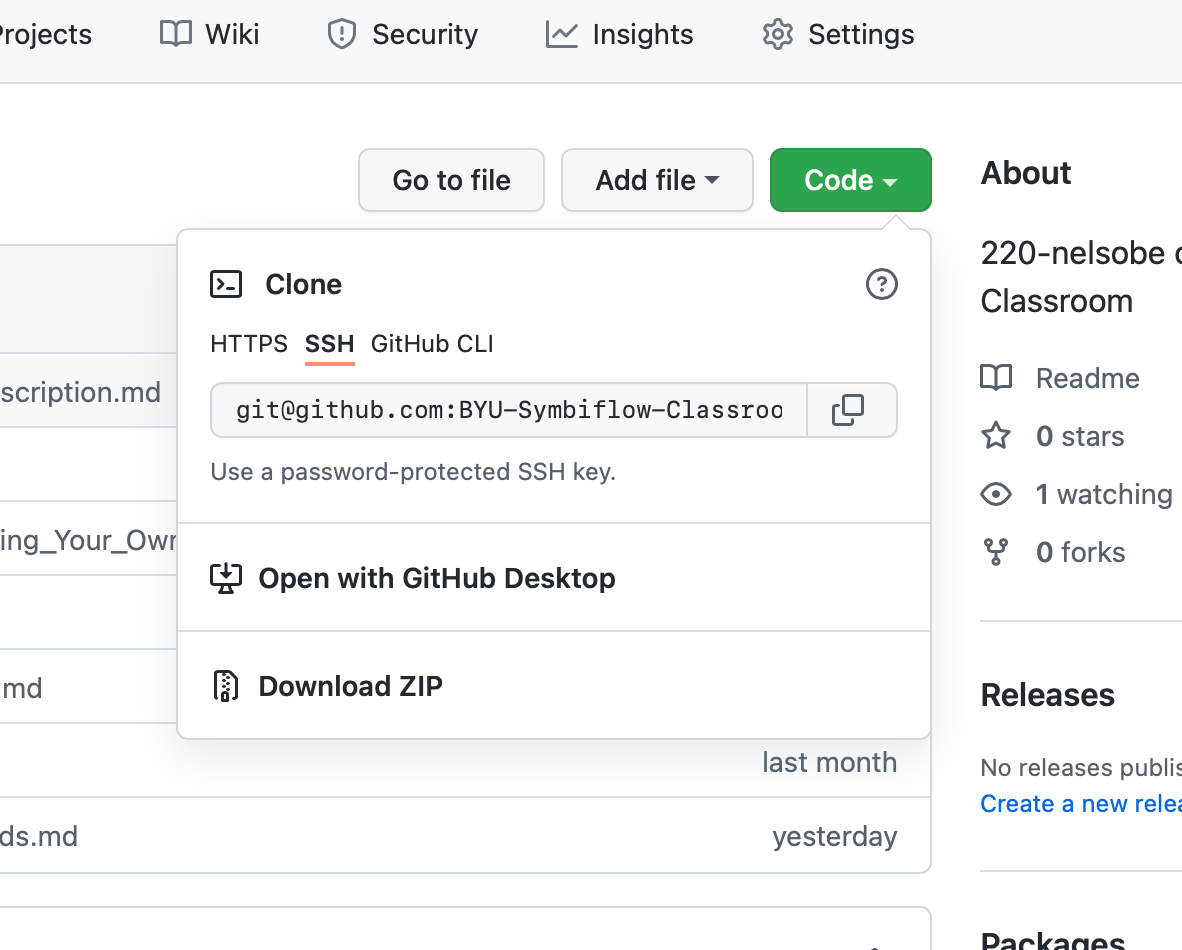 Projects Wiki Security Insights Settings
Go to file Add file Code
Clone
HTTPS SSH GitHub CLI
git@github.com:BYU-Symbiflow-Classroo
Use a password-protected SSH key.
Open with GitHub Desktop
Download ZIP
scription.md
ing_Your_Own
.md
last month
ds.md yesterday
About
220-nelsobe c
Classroom
Readme
0 stars
1 watching
0 forks
Releases
No releases publis
Create a new relea
Packages